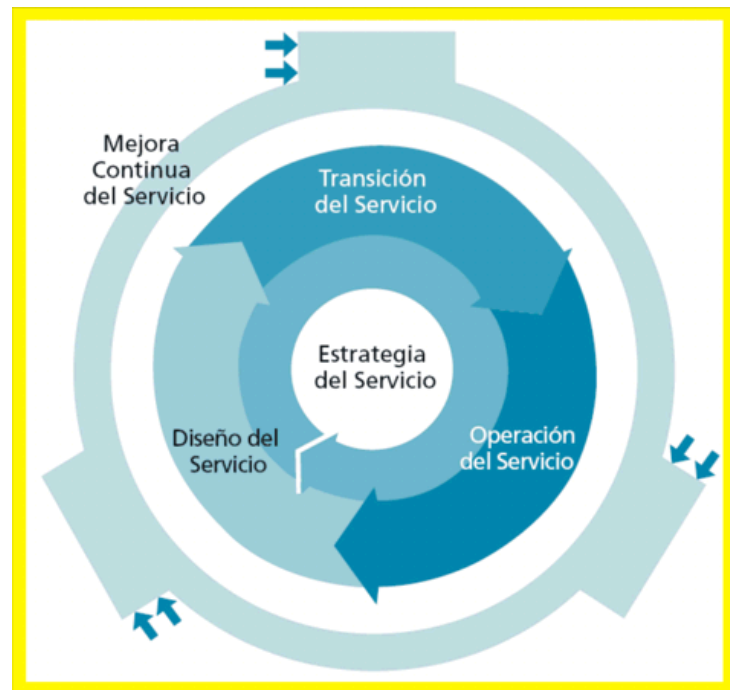 Mejora
Continua
del Servicio
Transición
del Servicio
Estrategia
del Servicio
Diseño del
Servicio
Operación
del Servicio